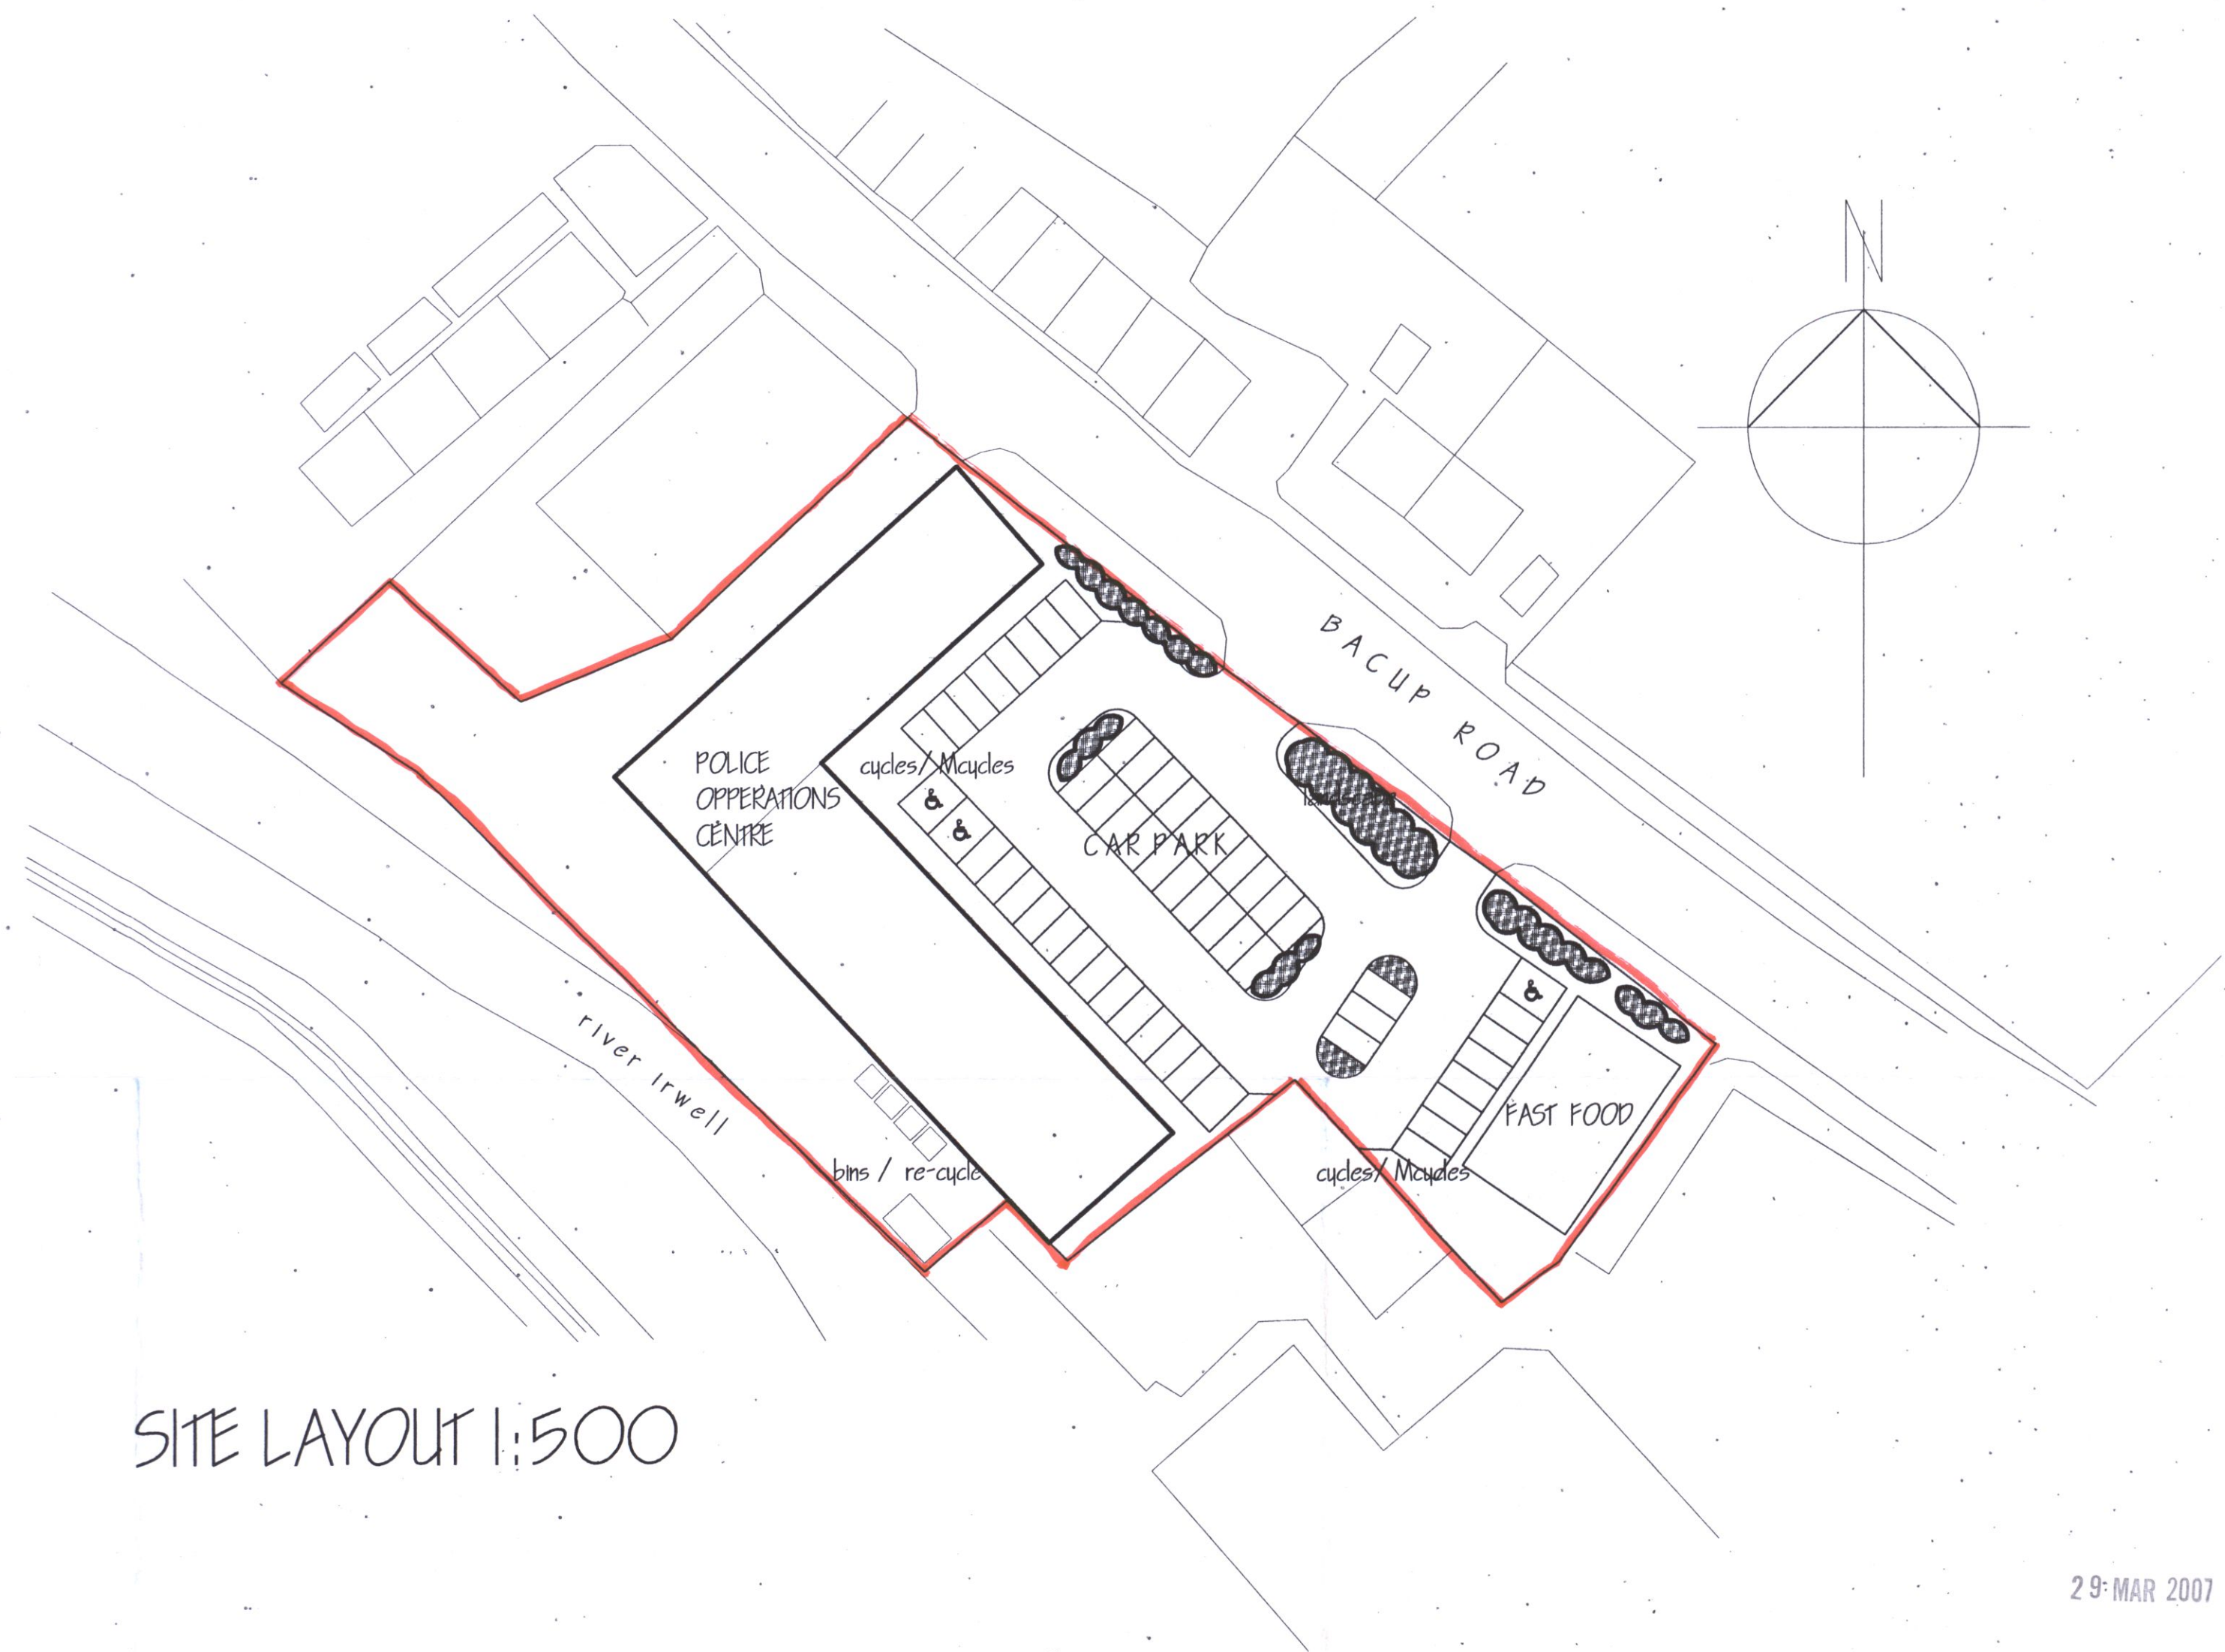 N
BACUP ROAD
POLICE
OPPERATIONS
CENTRE
cycles/Mcycles
landscape
CAR PARK
river Irwell
FAST FOOD
bins / re-cycle
cycles/Mcycles
SITE LAYOUT 1:500
29 MAR 2007